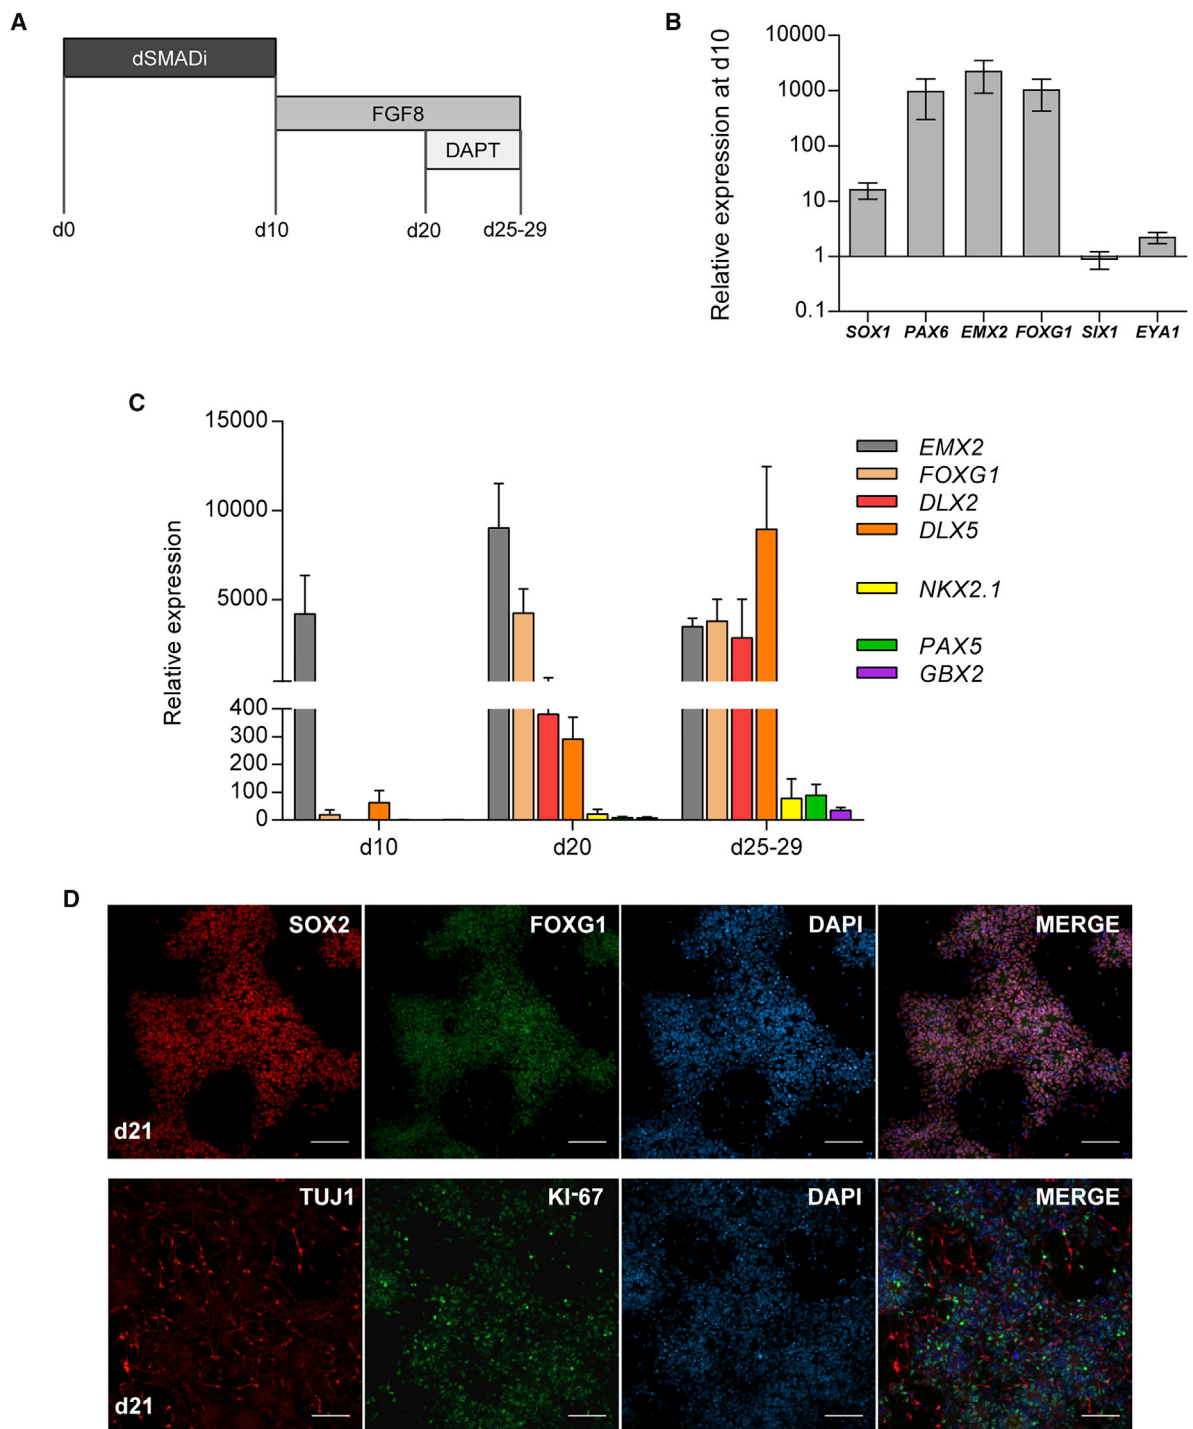 A
dSMADi
FGF8
DAPT
d0
d10
d20
d25-29
B
Relative expression at d10
10000
1000
100
10
1
0.1
SOX1
PAX6
EMX2
FOXG1
SIX1
EYA1
C
Relative expression
15000
10000
5000
400
300
200
100
0
d10
d20
d25-29
EMX2
FOXG1
DLX2
DLX5
NKX2.1
PAX5
GBX2
D
SOX2
FOXG1
DAPI
MERGE
d21
TUJ1
KI-67
DAPI
MERGE
d21